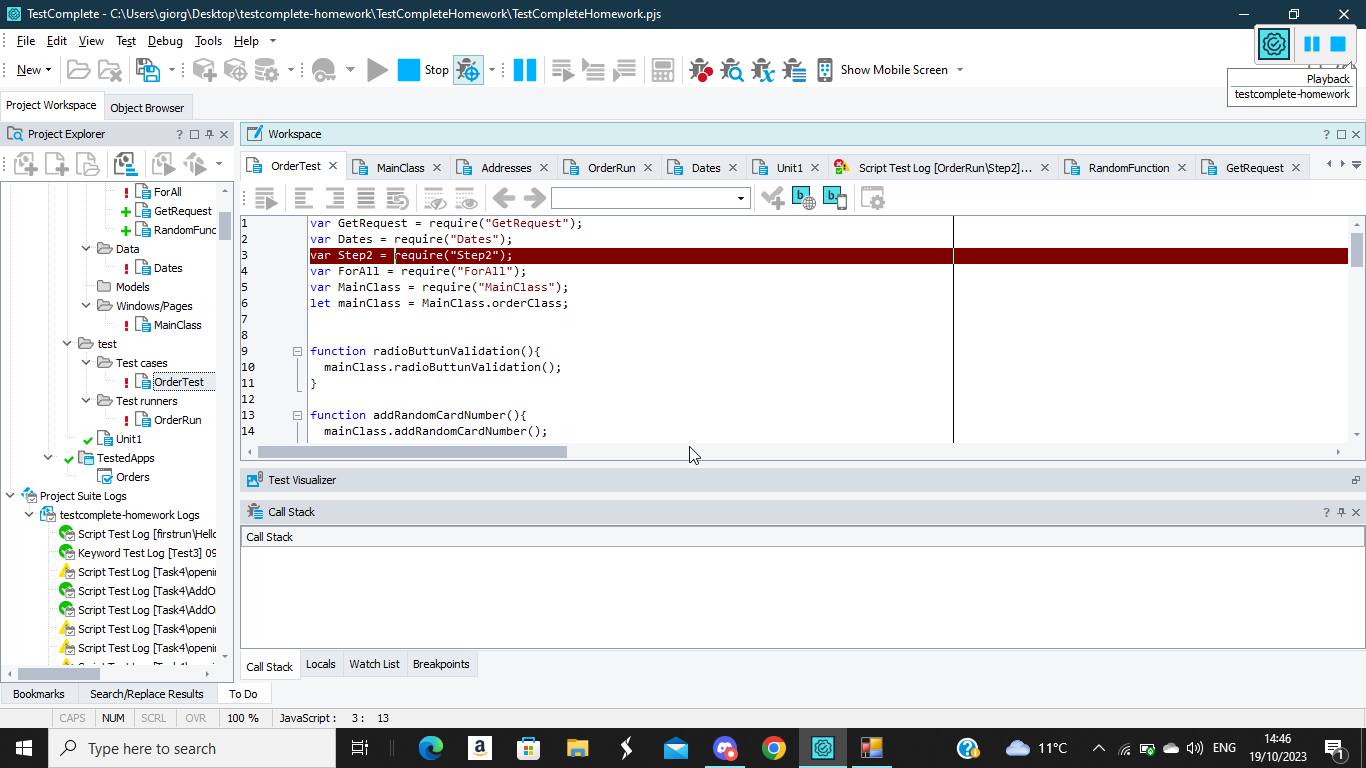 TestComplete - C:\Users\giorg\Desktop\testcomplete-homework\TestCompleteHomework\TestCompleteHomework.pjs
File Edit View Test Debug Tools Help
New Stop Show Mobile Screen
Playback
testcomplete-homework
Project Workspace Object Browser
Project Explorer
Workspace
OrderTest MainClass Addresses OrderRun Dates Unit1 Script Test Log [OrderRun\Step2]... RandomFunction GetRequest
ForAll
GetRequest
RandomFunc
Data
Dates
Models
Windows/Pages
MainClass
test
Test cases
OrderTest
Test runners
OrderRun
Unit1
TestedApps
Orders
Project Suite Logs
testcomplete-homework Logs
Script Test Log [firstrun\Hello
Keyword Test Log [Test3] 09
Script Test Log [Task4\openi
Script Test Log [Task4\AddO
Script Test Log [Task4\AddO
Script Test Log [Task4\openi
Script Test Log [Task4\openi
1 var GetRequest = require("GetRequest");
2 var Dates = require("Dates");
3 var Step2 = require("Step2");
4 var ForAll = require("ForAll");
5 var MainClass = require("MainClass");
6 let mainClass = MainClass.orderClass;
7
8
9 function radioButtunValidation(){
10 mainClass.radioButtunValidation();
11 }
12
13 function addRandomCardNumber(){
14 mainClass.addRandomCardNumber();
Test Visualizer
Call Stack
Call Stack
Call Stack Locals Watch List Breakpoints
Bookmarks Search/Replace Results To Do
CAPS NUM SCRL OVR 100 % JavaScript : 3 : 13
Type here to search
11°C ENG
14:46
19/10/2023
1